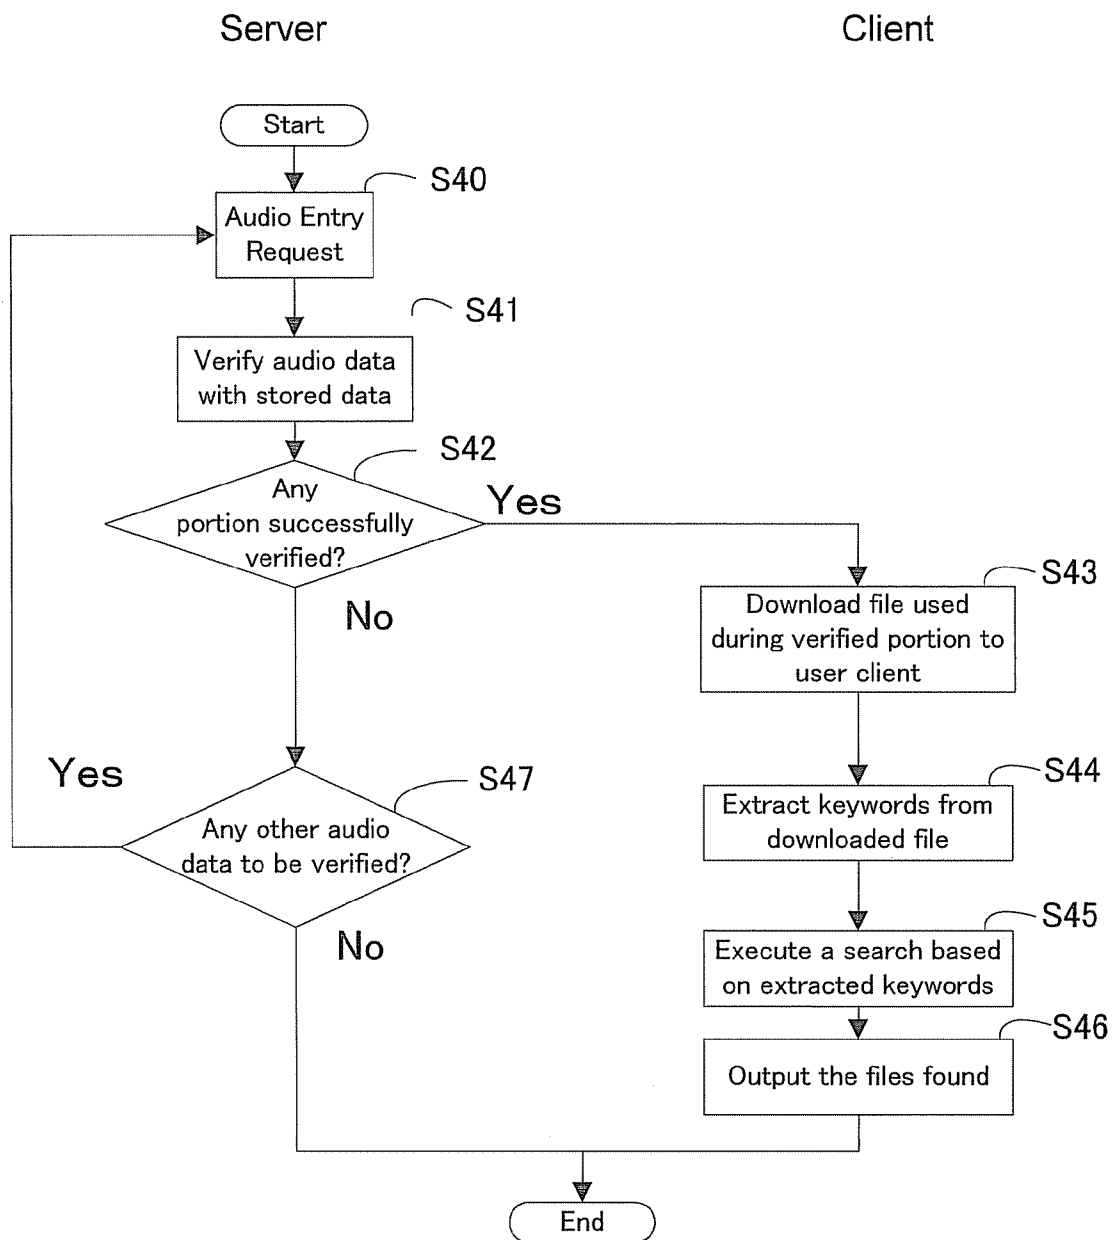 Server
Client
Start
S40
Audio Entry
Request
S41
Verify audio data
with stored data
S42
Any
portion successfully
verified?
Yes
No
S43
Download file used
during verified portion to
user client
S44
Extract keywords from
downloaded file
Yes
S47
Any other audio
data to be verified?
No
S45
Execute a search based
on extracted keywords
S46
Output the files found
End